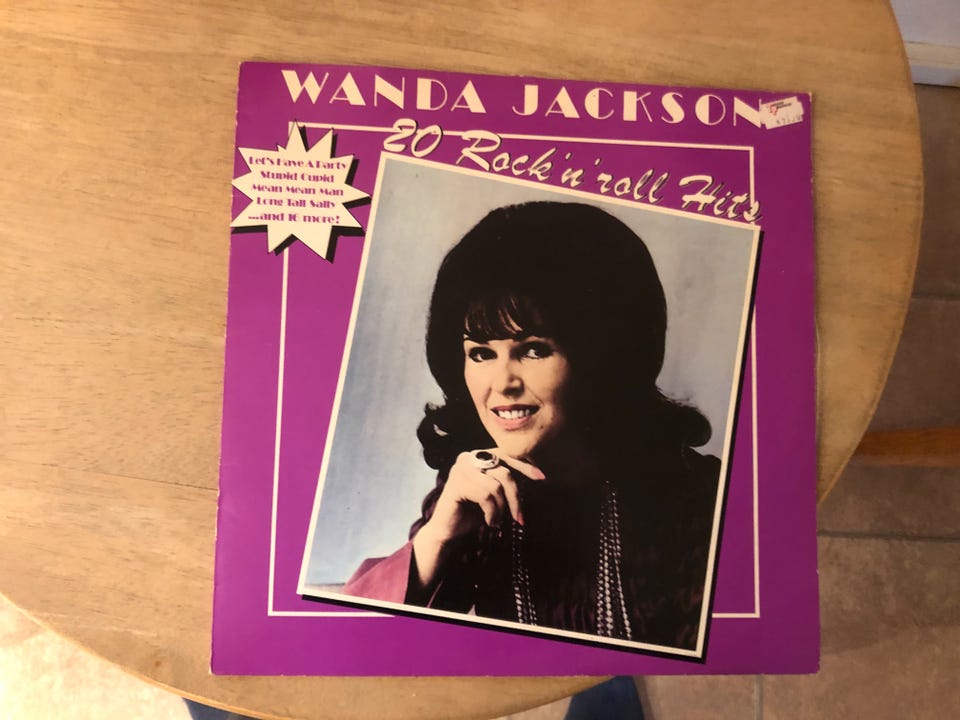 WANDA JACKSON
20 Rock'n'roll Hits
Let's Have A Party
Stupid Cupid
Mean Mean Man
Long Tall Sally
....and 16 more!